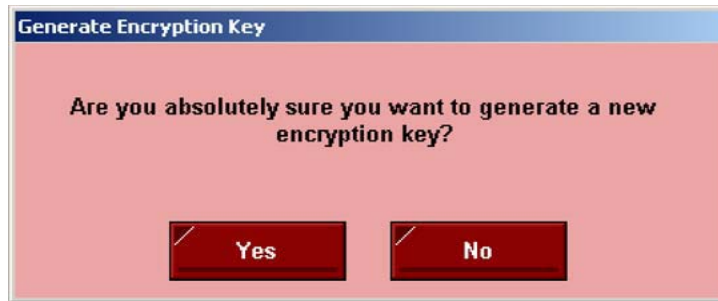 Generate Encryption Key
Are you absolutely sure you want to generate a new
encryption key?
Yes
No